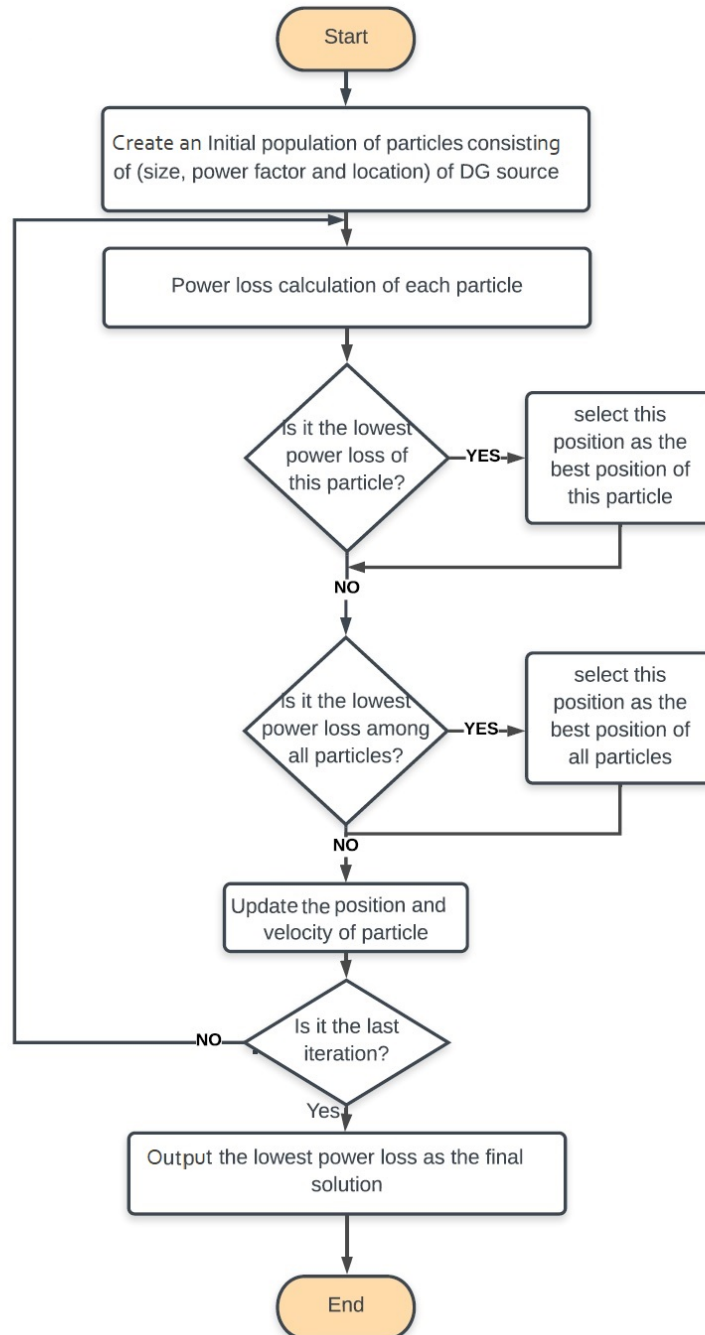 Start
Create an Initial population of particles consisting
of (size, power factor and location) of DG source
Power loss calculation of each particle
Is it the lowest
power loss of
this particle?
YES
select this
position as the
best position of
this particle
NO
Is it the lowest
power loss among
all particles?
YES
select this
position as the
best position of
all particles
NO
Update the position and
velocity of particle
Is it the last
iteration?
NO
Yes
Output the lowest power loss as the final
solution
End